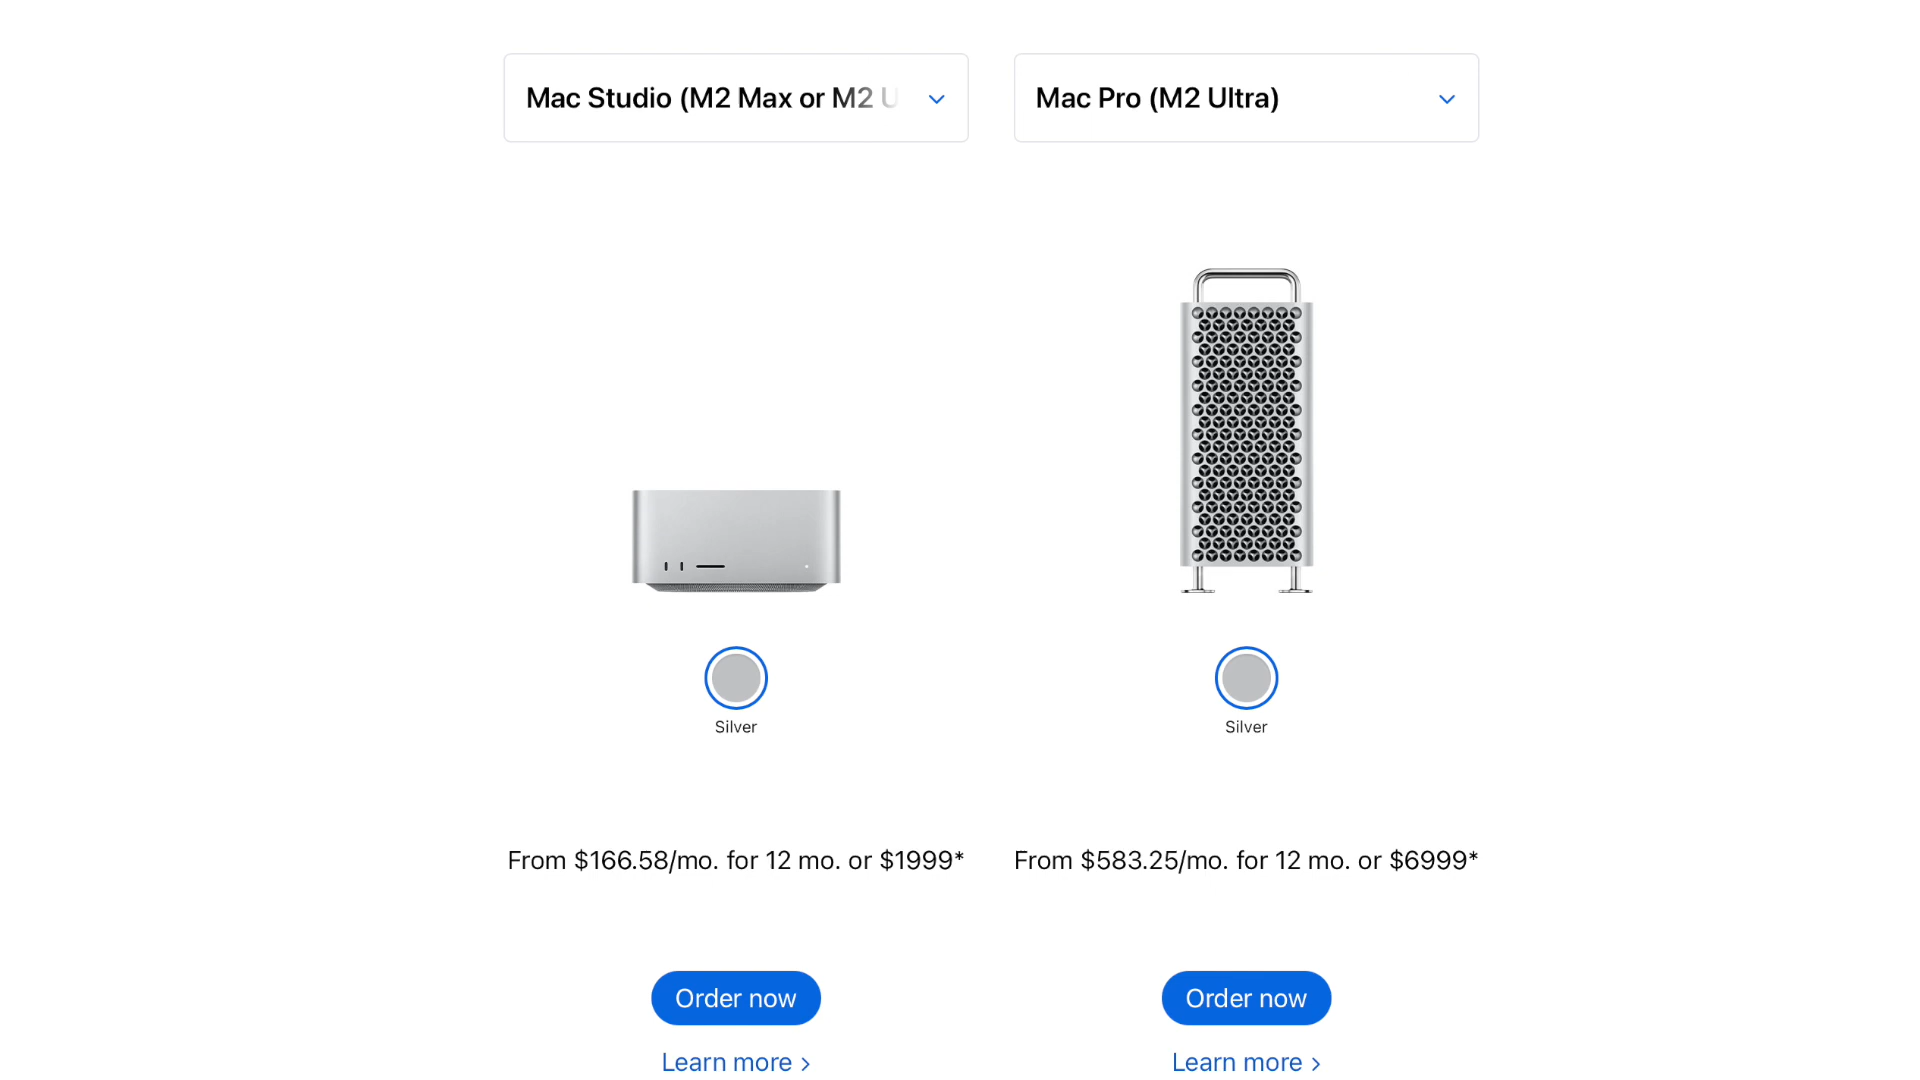 Mac Studio (M2 Max or M2 U
Mac Pro (M2 Ultra)
Silver
Silver
From $166.58/mo. for 12 mo. or $1999*
From $583.25/mo. for 12 mo. or $6999*
Order now
Order now
Learn more >
Learn more >